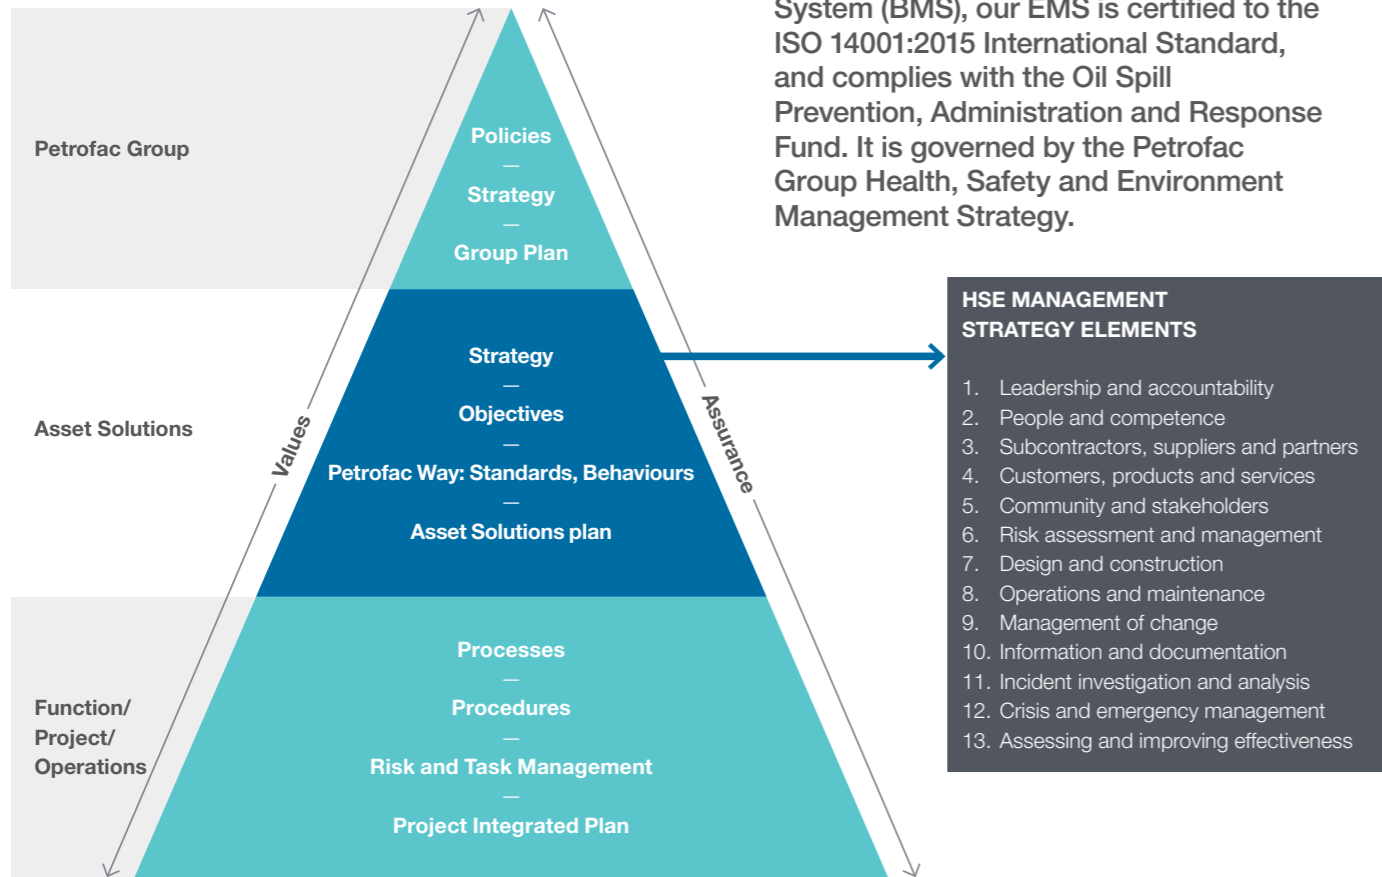 System (BMS), our EMS is certified to the
ISO 14001:2015 International Standard,
and complies with the Oil Spill
Prevention, Administration and Response
Fund. It is governed by the Petrofac
Group Health, Safety and Environment
Management Strategy.
Petrofac Group
Policies
—
Strategy
—
Group Plan
Asset Solutions
Strategy
—
Objectives
—
Petrofac Way: Standards, Behaviours
—
Asset Solutions plan
Function/
Project/
Operations
Processes
—
Procedures
—
Risk and Task Management
—
Project Integrated Plan
Values
Assurance
HSE MANAGEMENT
STRATEGY ELEMENTS
1. Leadership and accountability
2. People and competence
3. Subcontractors, suppliers and partners
4. Customers, products and services
5. Community and stakeholders
6. Risk assessment and management
7. Design and construction
8. Operations and maintenance
9. Management of change
10. Information and documentation
11. Incident investigation and analysis
12. Crisis and emergency management
13. Assessing and improving effectiveness